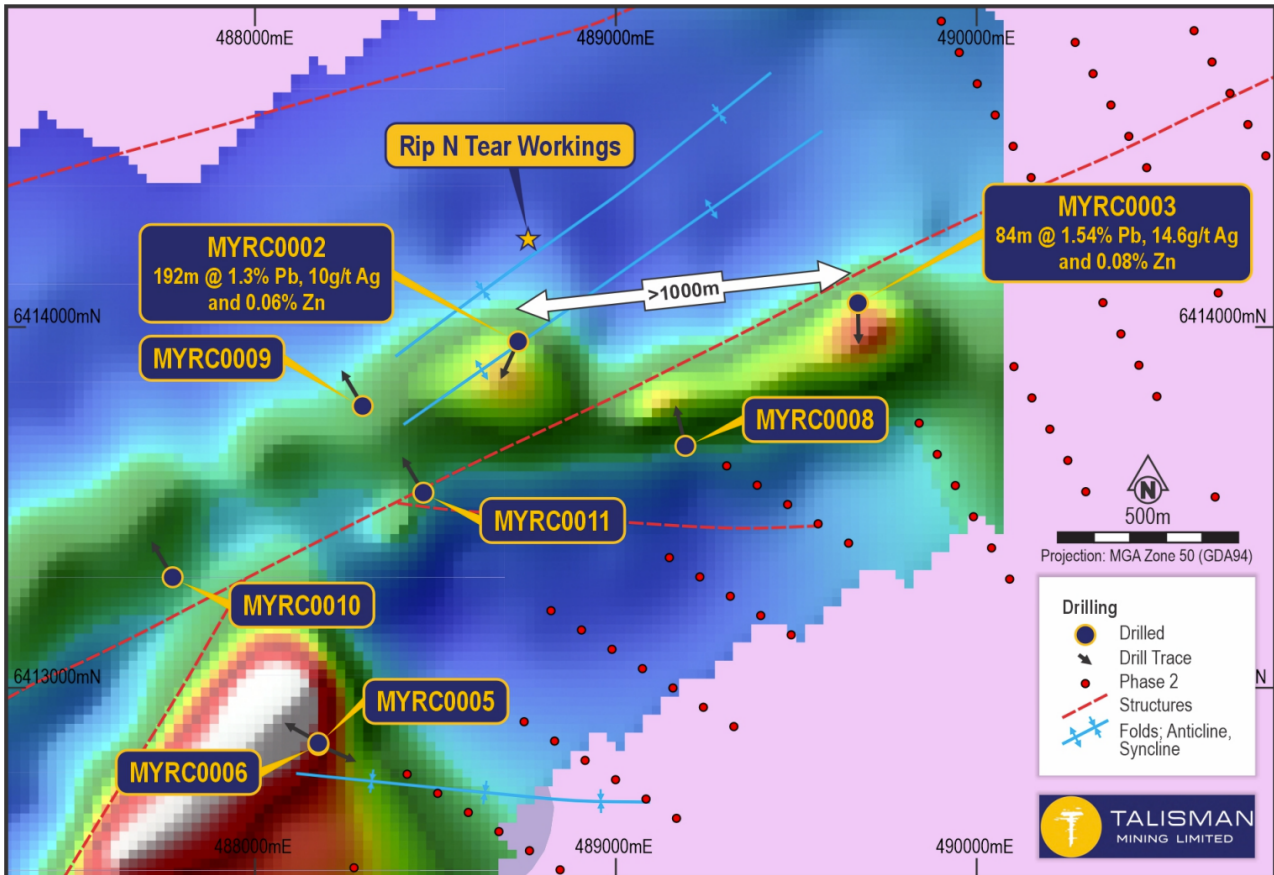 488000mE
489000mE
490000mE
Rip N Tear Workings
MYRC0003
84m @ 1.54% Pb, 14.6g/t Ag
and 0.08% Zn
MYRC0002
192m @ 1.3% Pb, 10g/t Ag
and 0.06% Zn
>1000m
6414000mN
6414000mN
MYRC0009
MYRC0008
MYRC0011
N
500m
Projection: MGA Zone 50 (GDA94)
MYRC0010
Drilling
Drilled
Drill Trace
Phase 2
Structures
Folds; Anticline,
Syncline
6413000mN
N
MYRC0005
MYRC0006
TALISMAN
MINING LIMITED
488000mE
489000mE
490000mE